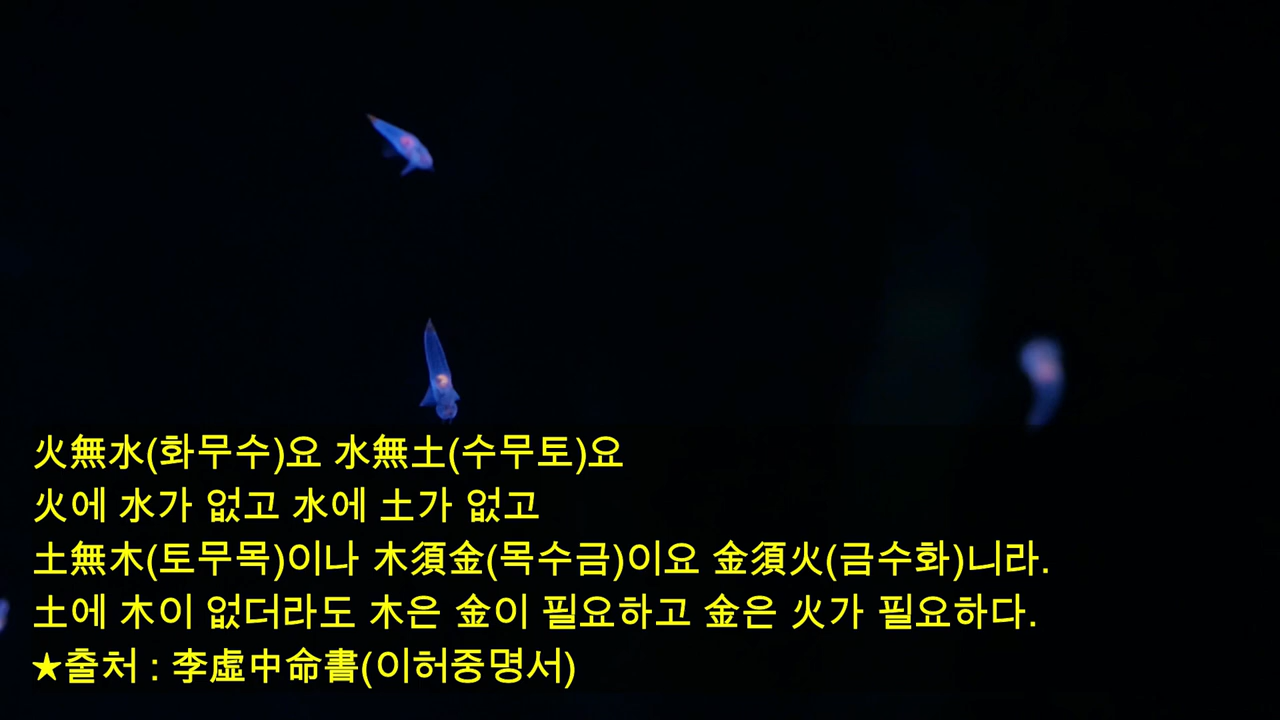 火無水(화무수)요 水無土(수무토)요
火에 水가 없고 水에 土가 없고
土無木(토무목)이나 木須金(목수금)이요 金須火(금수화)니라.
土에 木이 없더라도 木은 金이 필요하고 金은 火가 필요하다.
★출처 : 李虛中命書(이허중명서)